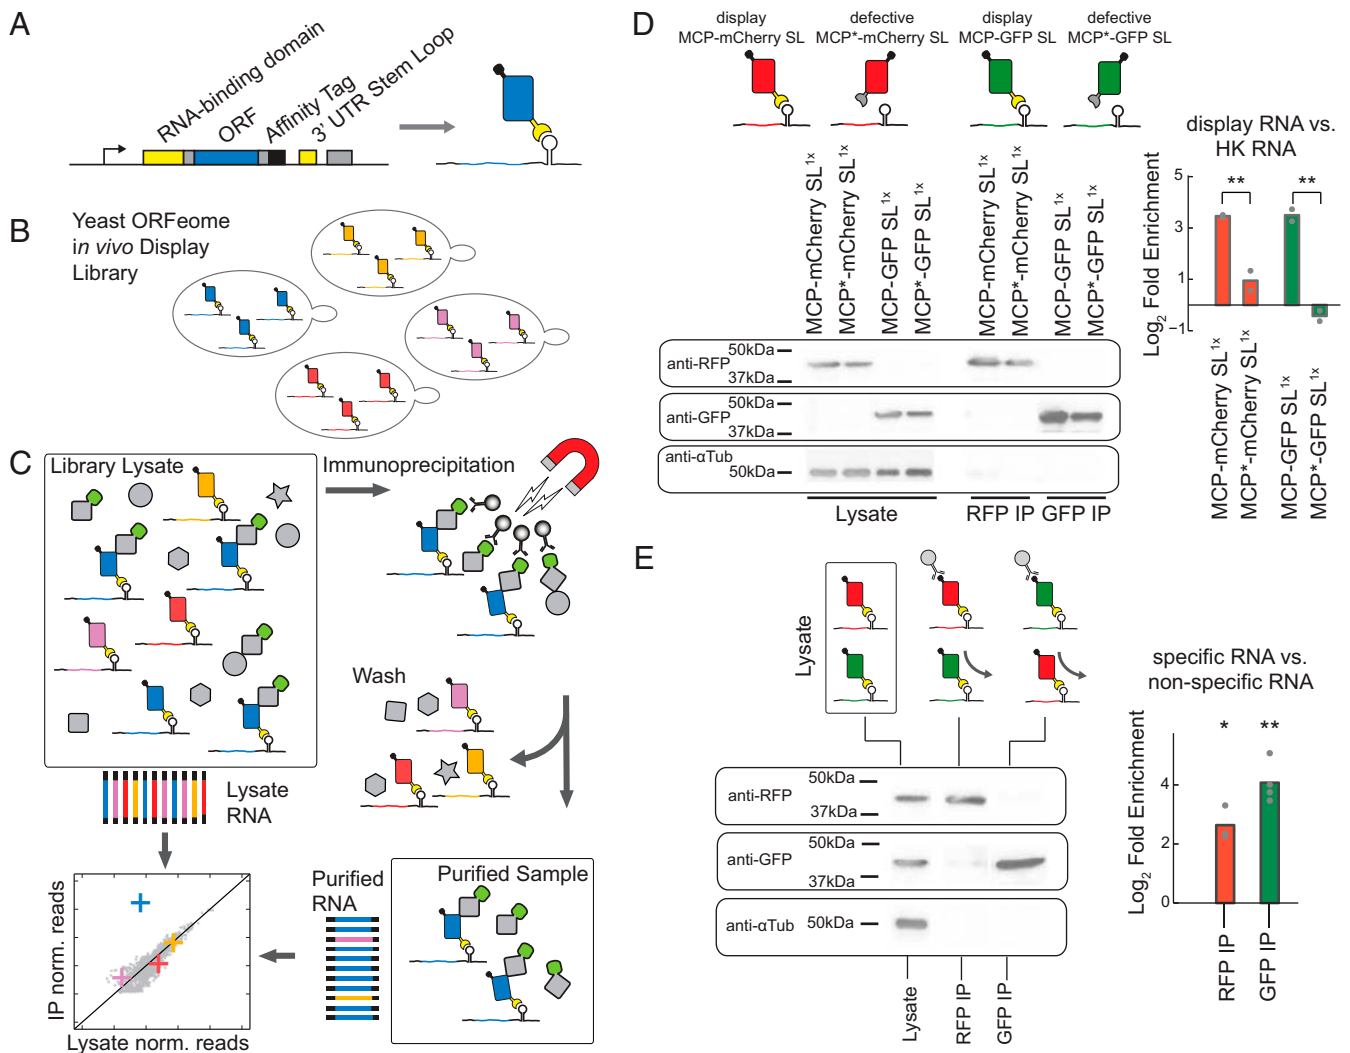 A
RNA-binding domain
ORF
Affinity Tag
3' UTR Stem Loop
B
Yeast ORFeome
in vivo Display
Library
C
Library Lysate
Immunoprecipitation
Wash
Lysate
RNA
Purified
RNA
Purified Sample
IP norm. reads
Lysate norm. reads
D
display
MCP-mCherry SL
defective
MCP*-mCherry SL
display
MCP-GFP SL
defective
MCP*-GFP SL
MCP-mCherry SL1x
MCP*-mCherry SL1x
MCP-GFP SL1x
MCP*-GFP SL1x
MCP-mCherry SL1x
MCP*-mCherry SL1x
MCP-GFP SL1x
MCP*-GFP SL1x
anti-RFP
50kDa
37kDa
anti-GFP
50kDa
37kDa
anti-αTub
50kDa
Lysate
RFP IP
GFP IP
display RNA vs.
HK RNA
Log2 Fold Enrichment
5
3
1
−1
**
**
MCP-mCherry SL1x
MCP*-mCherry SL1x
MCP-GFP SL1x
MCP*-GFP SL1x
E
Lysate
anti-RFP
50kDa
37kDa
anti-GFP
50kDa
37kDa
anti-αTub
50kDa
Lysate
RFP IP
GFP IP
specific RNA vs.
non-specific RNA
Log2 Fold Enrichment
4
2
0
*
**
RFP IP
GFP IP